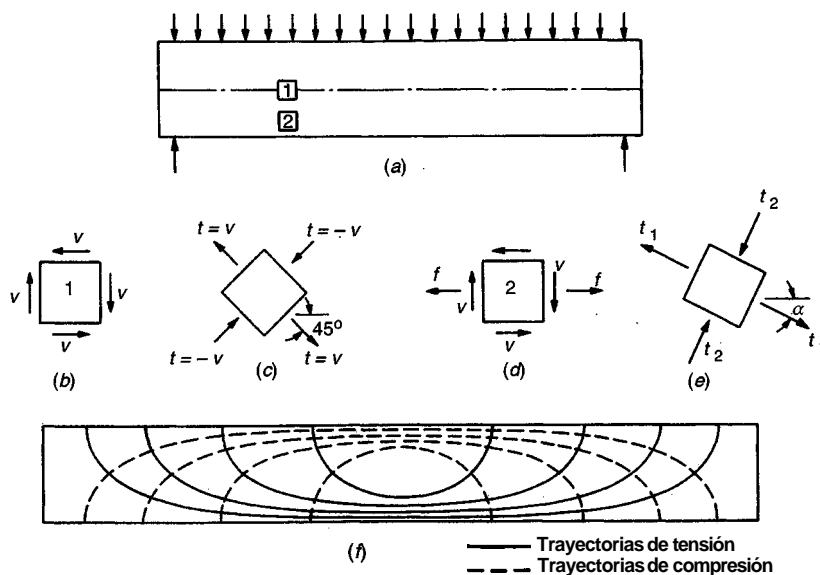 1
2
(a)
v
v
1
v
v
(b)
t = v
t = – v
45°
t = – v
t = v
(c)
f
v
2
v
f
v
(d)
t2
t1
α
t
t2
(e)
(f)
Trayectorias de tensión
Trayectorias de compresión